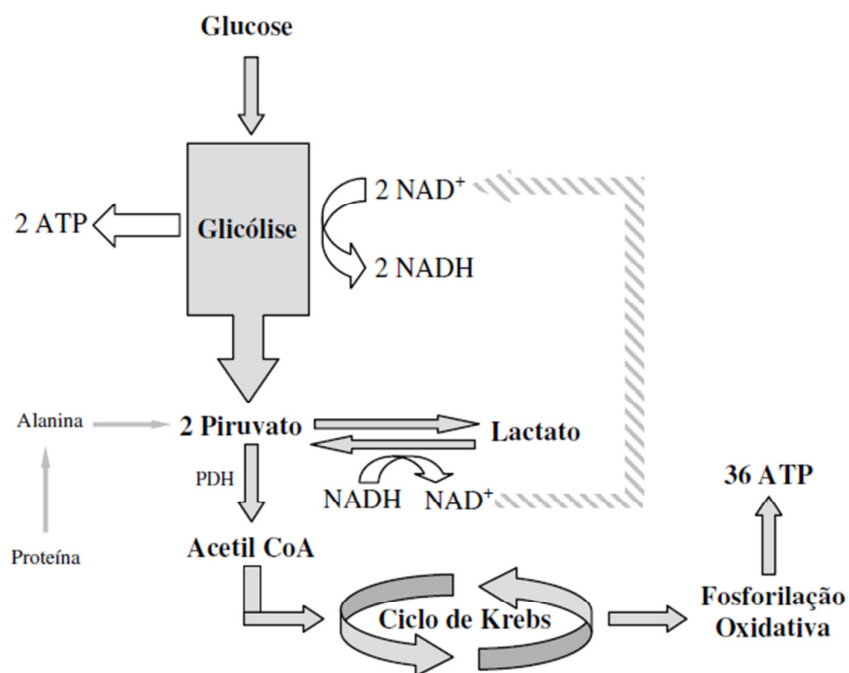 Glucose
2 NAD⁺
2 ATP
Glicólise
2 NADH
Alanina
2 Piruvato
Lactato
PDH
NADH
NAD⁺
36 ATP
Proteína
Acetil CoA
Ciclo de Krebs
Fosforilação
Oxidativa